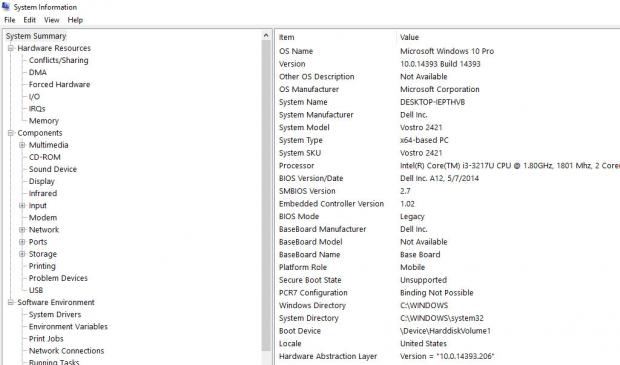 System Information
File Edit View Help
System Summary
Hardware Resources
Conflicts/Sharing
DMA
Forced Hardware
I/O
IRQs
Memory
Components
Multimedia
CD-ROM
Sound Device
Display
Infrared
Input
Modem
Network
Ports
Storage
Printing
Problem Devices
USB
Software Environment
System Drivers
Environment Variables
Print Jobs
Network Connections
Running Tasks
Item Value
OS Name Microsoft Windows 10 Pro
Version 10.0.14393 Build 14393
Other OS Description Not Available
OS Manufacturer Microsoft Corporation
System Name DESKTOP-IEPTHV8
System Manufacturer Dell Inc.
System Model Vostro 2421
System Type x64-based PC
System SKU Vostro 2421
Processor Intel(R) Core(TM) i3-3217U CPU @ 1.80GHz, 1801 Mhz, 2 Core
BIOS Version/Date Dell Inc. A12, 5/7/2014
SMBIOS Version 2.7
Embedded Controller Version 1.02
BIOS Mode Legacy
BaseBoard Manufacturer Dell Inc.
BaseBoard Model Not Available
BaseBoard Name Base Board
Platform Role Mobile
Secure Boot State Unsupported
PCR7 Configuration Binding Not Possible
Windows Directory C:\WINDOWS
System Directory C:\WINDOWS\system32
Boot Device \Device\HarddiskVolume1
Locale United States
Hardware Abstraction Layer Version = "10.0.14393.206"